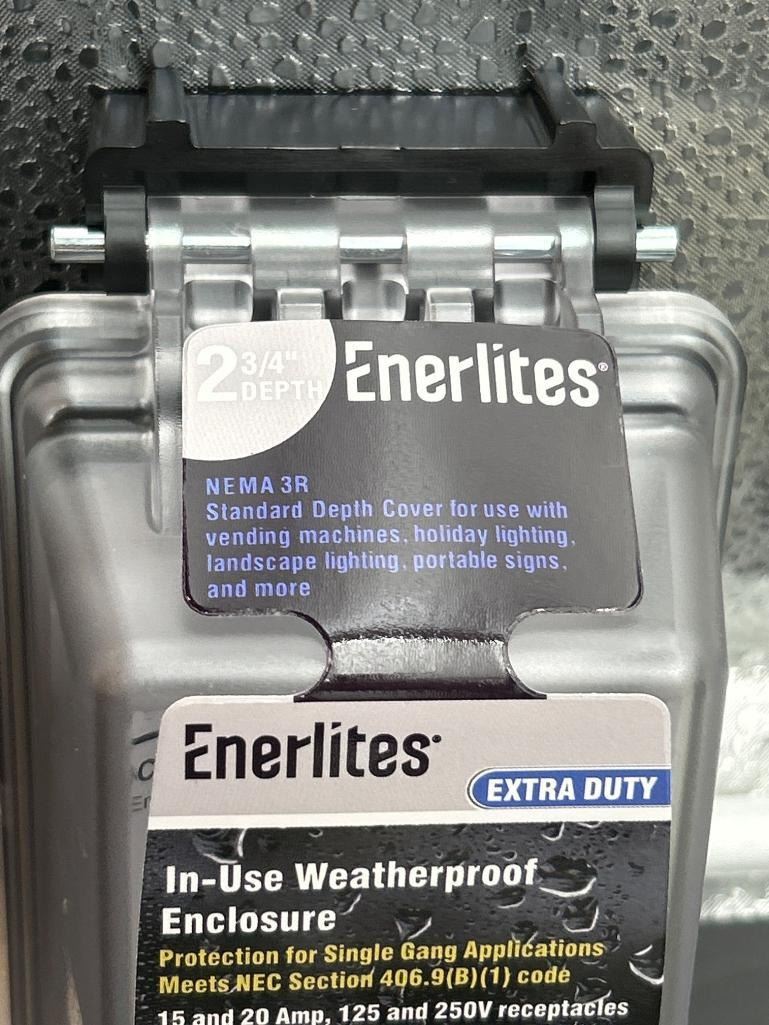 2 3/4"
DEPTH
Enerlites®
NEMA 3R
Standard Depth Cover for use with
vending machines, holiday lighting,
landscape lighting, portable signs,
and more
Enerlites
EXTRA DUTY
In-Use Weatherproof
Enclosure
Protection for Single Gang Applications
Meets NEC Section 406.9(B)(1) code
15 and 20 Amp, 125 and 250V receptacles